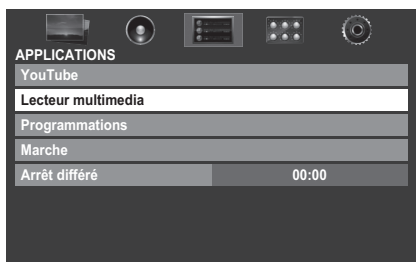 APPLICATIONS
YouTube
Lecteur multimedia
Programmations
Marche
Arrêt différé 00:00